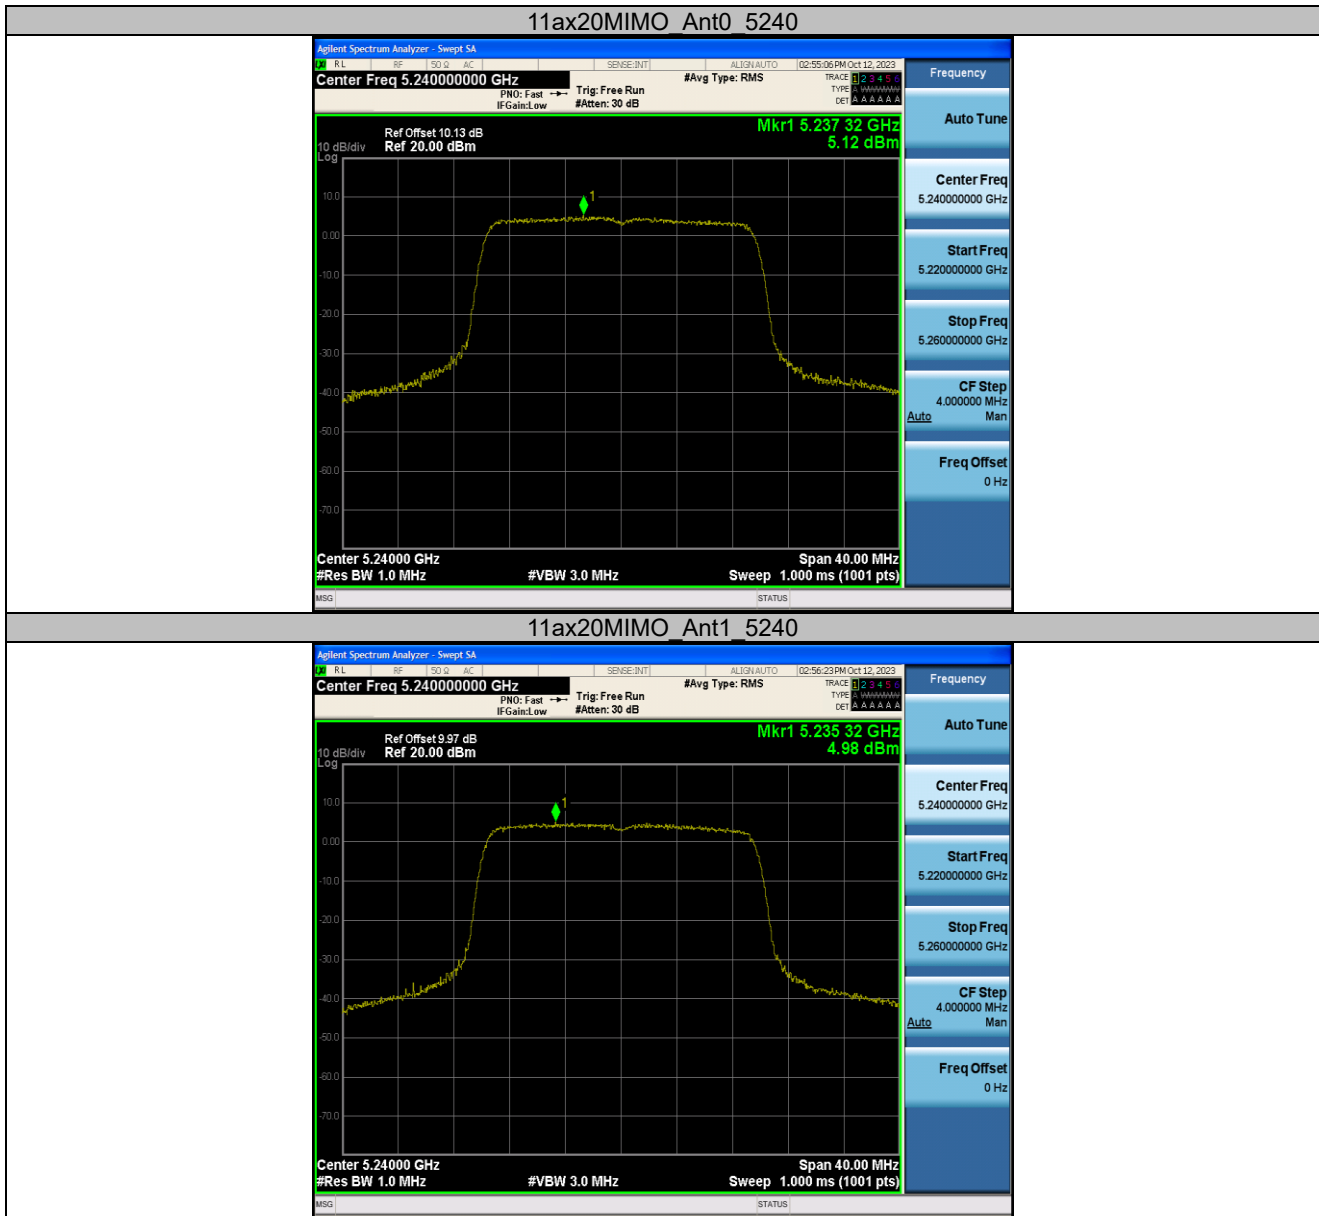 11ax20MIMO_Ant0_5240
Agilent Spectrum Analyzer - Swept SA
RL RF 50 Ω AC SENSE:INT ALIGN AUTO 02:55:06 PM Oct 12, 2023
Center Freq 5.240000000 GHz #Avg Type: RMS TRACE 1 2 3 4 5 6
PNO: Fast Trig: Free Run TYPE
IFGain:Low #Atten: 30 dB DET A A A A A A
Frequency
Auto Tune
Mkr1 5.237 32 GHz
5.12 dBm
Ref Offset 10.13 dB
10 dB/div Ref 20.00 dBm
Log
10.0
0.00
-10.0
-20.0
-30.0
-40.0
-50.0
-60.0
-70.0
1
Center Freq
5.240000000 GHz
Start Freq
5.220000000 GHz
Stop Freq
5.260000000 GHz
CF Step
4.000000 MHz
Auto Man
Freq Offset
0 Hz
Center 5.24000 GHz Span 40.00 MHz
#Res BW 1.0 MHz #VBW 3.0 MHz Sweep 1.000 ms (1001 pts)
MSG STATUS
11ax20MIMO_Ant1_5240
Agilent Spectrum Analyzer - Swept SA
RL RF 50 Ω AC SENSE:INT ALIGN AUTO 02:56:23 PM Oct 12, 2023
Center Freq 5.240000000 GHz #Avg Type: RMS TRACE 1 2 3 4 5 6
PNO: Fast Trig: Free Run TYPE
IFGain:Low #Atten: 30 dB DET A A A A A A
Frequency
Auto Tune
Mkr1 5.235 32 GHz
4.98 dBm
Ref Offset 9.97 dB
10 dB/div Ref 20.00 dBm
Log
10.0
0.00
-10.0
-20.0
-30.0
-40.0
-50.0
-60.0
-70.0
1
Center Freq
5.240000000 GHz
Start Freq
5.220000000 GHz
Stop Freq
5.260000000 GHz
CF Step
4.000000 MHz
Auto Man
Freq Offset
0 Hz
Center 5.24000 GHz Span 40.00 MHz
#Res BW 1.0 MHz #VBW 3.0 MHz Sweep 1.000 ms (1001 pts)
MSG STATUS